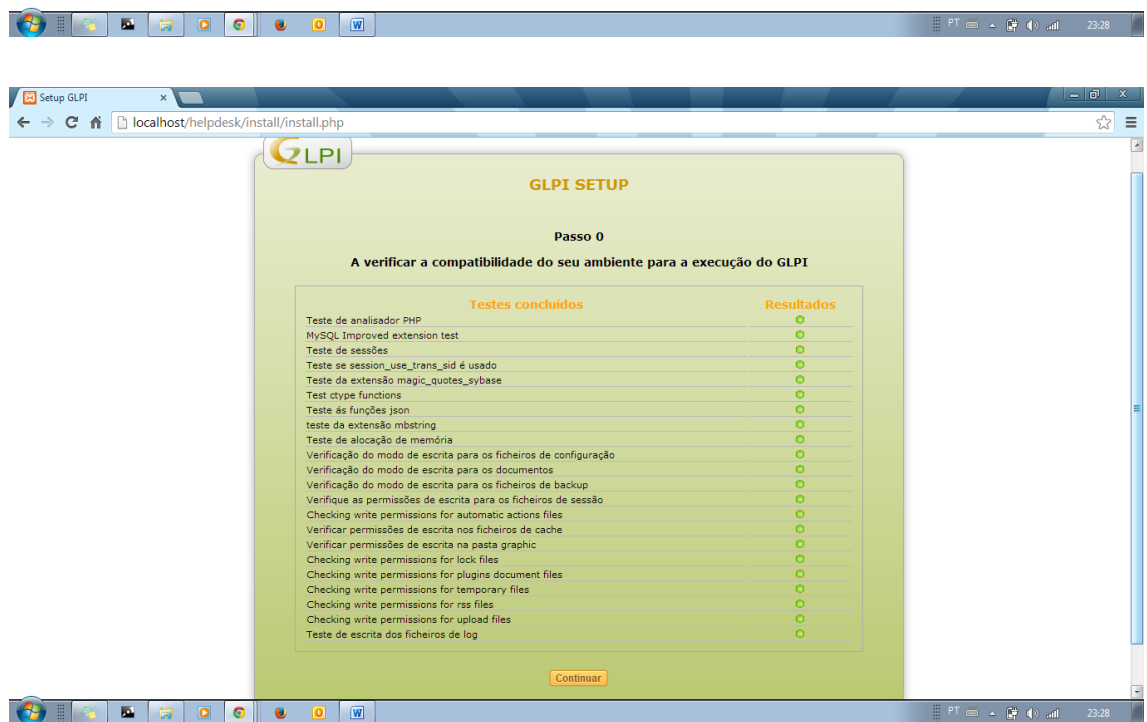 PT 23:28
Setup GLPI
localhost/helpdesk/install/install.php
GLPI
GLPI SETUP
Passo 0
A verificar a compatibilidade do seu ambiente para a execução do GLPI
Testes concluídos Resultados
Teste de analisador PHP
MySQL Improved extension test
Teste de sessões
Teste se session_use_trans_sid é usado
Teste da extensão magic_quotes_sybase
Test ctype functions
Teste ás funções json
teste da extensão mbstring
Teste de alocação de memória
Verificação do modo de escrita para os ficheiros de configuração
Verificação do modo de escrita para os documentos
Verificação do modo de escrita para os ficheiros de backup
Verifique as permissões de escrita para os ficheiros de sessão
Checking write permissions for automatic actions files
Verificar permissões de escrita nos ficheiros de cache
Verificar permissões de escrita na pasta graphic
Checking write permissions for lock files
Checking write permissions for plugins document files
Checking write permissions for temporary files
Checking write permissions for rss files
Checking write permissions for upload files
Teste de escrita dos ficheiros de log
Continuar
PT 23:28